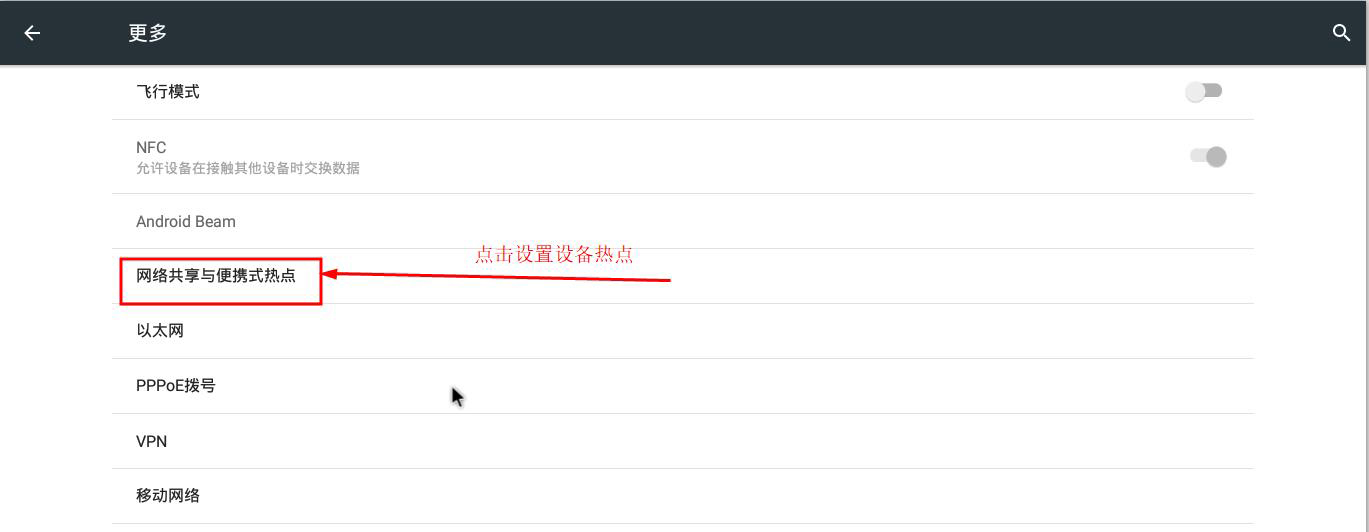 更多
飞行模式
NFC
允许设备在接触其他设备时交换数据
Android Beam
点击设置设备热点
网络共享与便携式热点
以太网
PPPoE拨号
VPN
移动网络